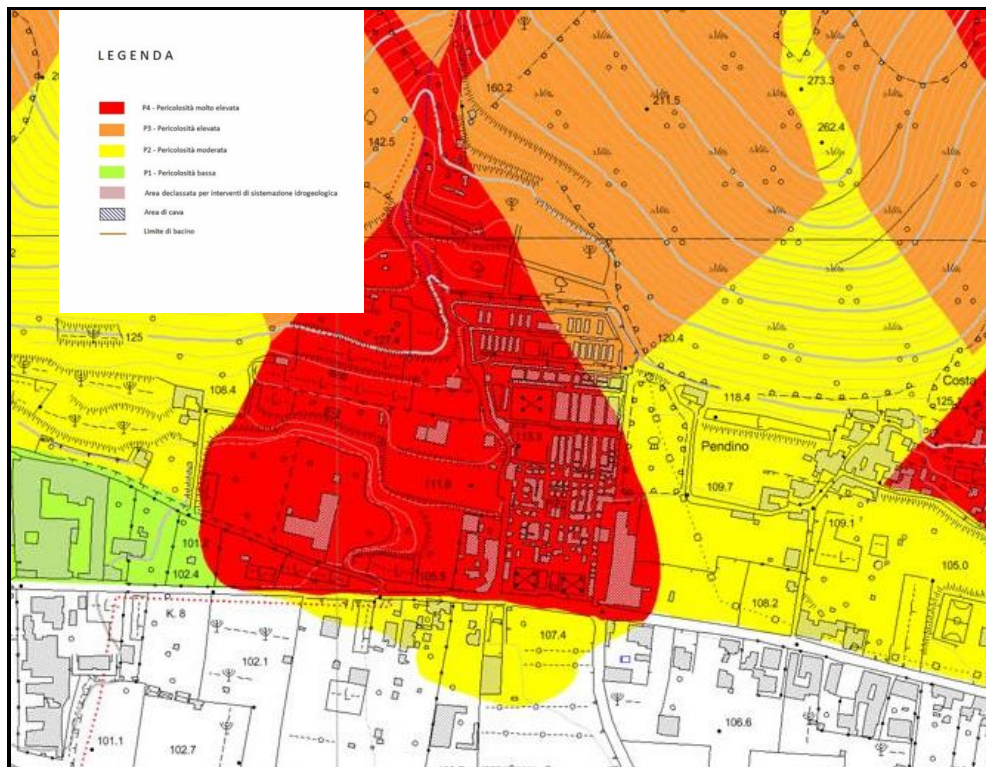 LEGENDA
P4 - Pericolosità molto elevata
P3 - Pericolosità elevata
P2 - Pericolosità moderata
P1 - Pericolosità bassa
Area declassata per interventi di sistemazione idrogeologica
Area di cava
Limite di bacino
273.3
160.2
211.5
262.4
142.5
125
120.4
108.4
Costa
118.4
Pendino
109.7
111.8
109.1
102.4
105.0
108.2
K. 8
107.4
102.1
106.6
101.1
102.7